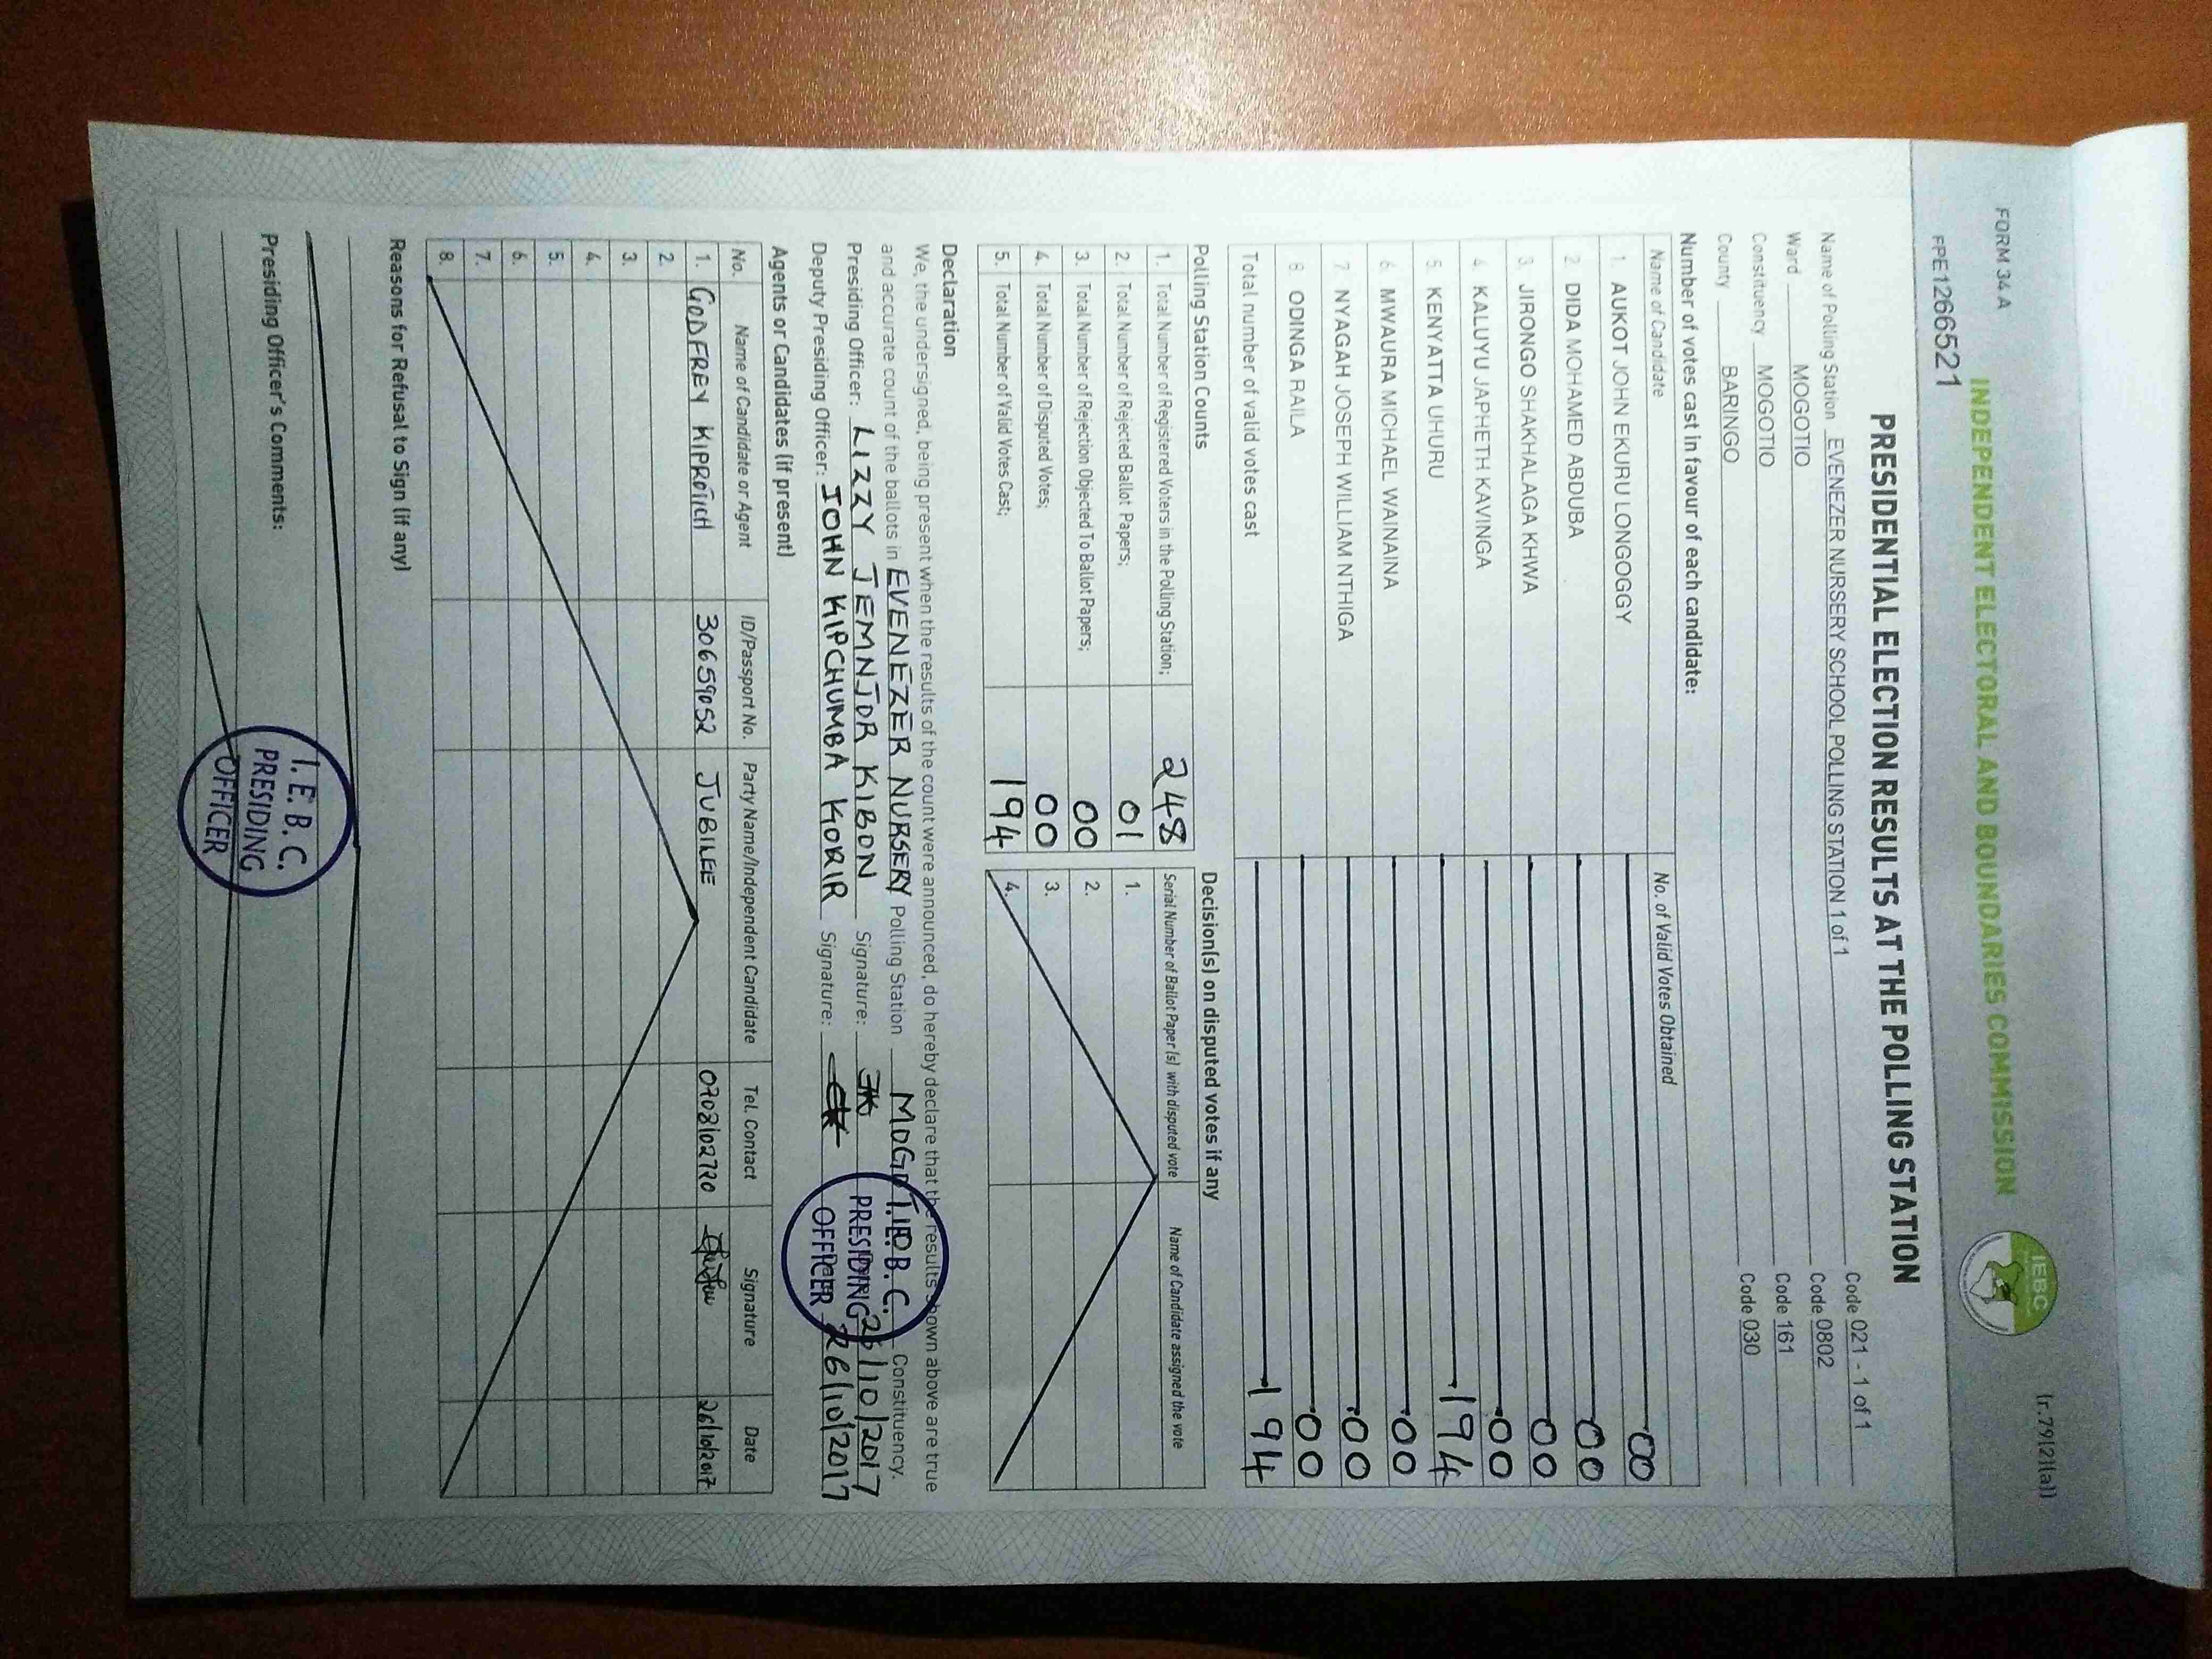 FORM 34 A
(r.79(2)(a))
INDEPENDENT ELECTORAL AND BOUNDARIES COMMISSION
IEBC
FPE1266521
PRESIDENTIAL ELECTION RESULTS AT THE POLLING STATION
Name of Polling Station EVENEZER NURSERY SCHOOL POLLING STATION 1 of 1 Code 021 - 1 of 1
Ward MOGOTIO Code 0802
Constituency MOGOTIO Code 161
County BARINGO Code 030
Number of votes cast in favour of each candidate:
Name of Candidate No. of Valid Votes Obtained
1. AUKOT JOHN EKURU LONGOGGY 00
2. DIDA MOHAMED ABDUBA 00
3. JIRONGO SHAKHALAGA KHWA 00
4. KALUYU JAPHETH KAVINGA 00
5. KENYATTA UHURU 194
6. MWAURA MICHAEL WAINAINA 00
7. NYAGAH JOSEPH WILLIAM NTHIGA 00
8. ODINGA RAILA 00
Total number of valid votes cast 194
Polling Station Counts
1. Total Number of Registered Voters in the Polling Station; 248
2. Total Number of Rejected Ballot Papers; 01
3. Total Number of Rejection Objected To Ballot Papers; 00
4. Total Number of Disputed Votes; 00
5. Total Number of Valid Votes Cast; 194
Decision(s) on disputed votes if any
Serial Number of Ballot Paper (s) with disputed vote Name of Candidate assigned the vote
1.
2.
3.
4.
Declaration
We, the undersigned, being present when the results of the count were announced, do hereby declare that the results shown above are true
and accurate count of the ballots in EVENEZER NURSERY Polling Station MOGOTIO Constituency.
Presiding Officer: LIZZY JEMNJOR KIBON Signature: 26/10/2017
Deputy Presiding Officer: JOHN KIPCHUMBA KORIR Signature: 26/10/2017
I.E.B.C.
PRESIDING
OFFICER
Agents or Candidates (if present)
No. Name of Candidate or Agent ID/Passport No. Party Name/Independent Candidate Tel. Contact Signature Date
1. GODFREY KIPROTICH 30659052 JUBILEE 0708102720 26/10/2017
2.
3.
4.
5.
6.
7.
8.
Reasons for Refusal to Sign (if any)
Presiding Officer's Comments:
I.E.B.C.
PRESIDING
OFFICER